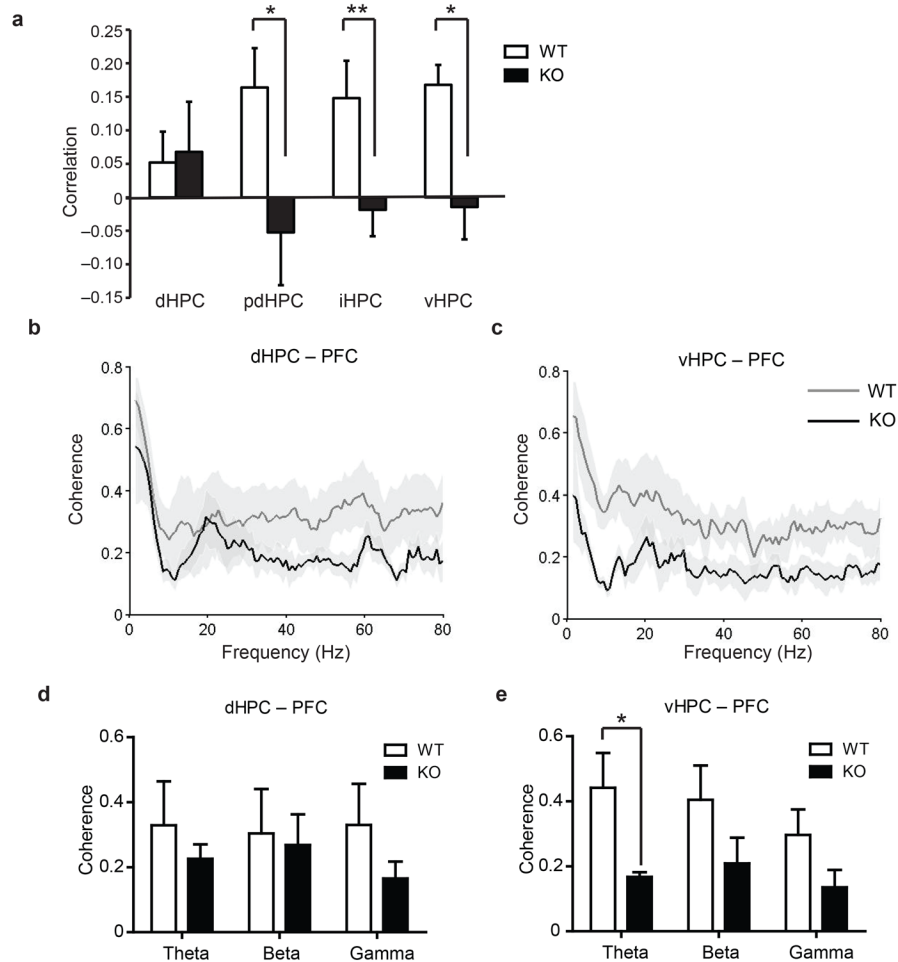 a
* ** *
0.25
0.20
0.15
0.10
0.05
0
–0.05
–0.10
–0.15
Correlation
WT
KO
dHPC pdHPC iHPC vHPC
b
dHPC – PFC
0.8
0.6
0.4
0.2
0
Coherence
0 20 40 60 80
Frequency (Hz)
c
vHPC – PFC
0.8
0.6
0.4
0.2
0
Coherence
WT
KO
0 20 40 60 80
Frequency (Hz)
d
dHPC – PFC
0.6
0.4
0.2
0
Coherence
WT
KO
Theta Beta Gamma
e
vHPC – PFC
*
0.6
0.4
0.2
0
Coherence
WT
KO
Theta Beta Gamma